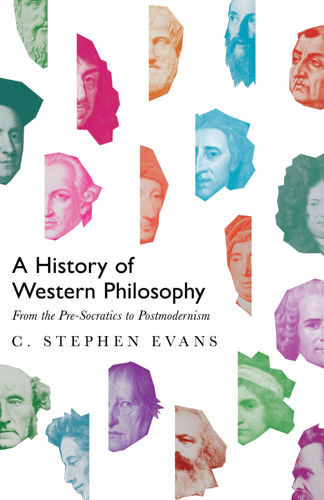 A History of
Western Philosophy
From the Pre-Socratics to Postmodernism
C. STEPHEN EVANS